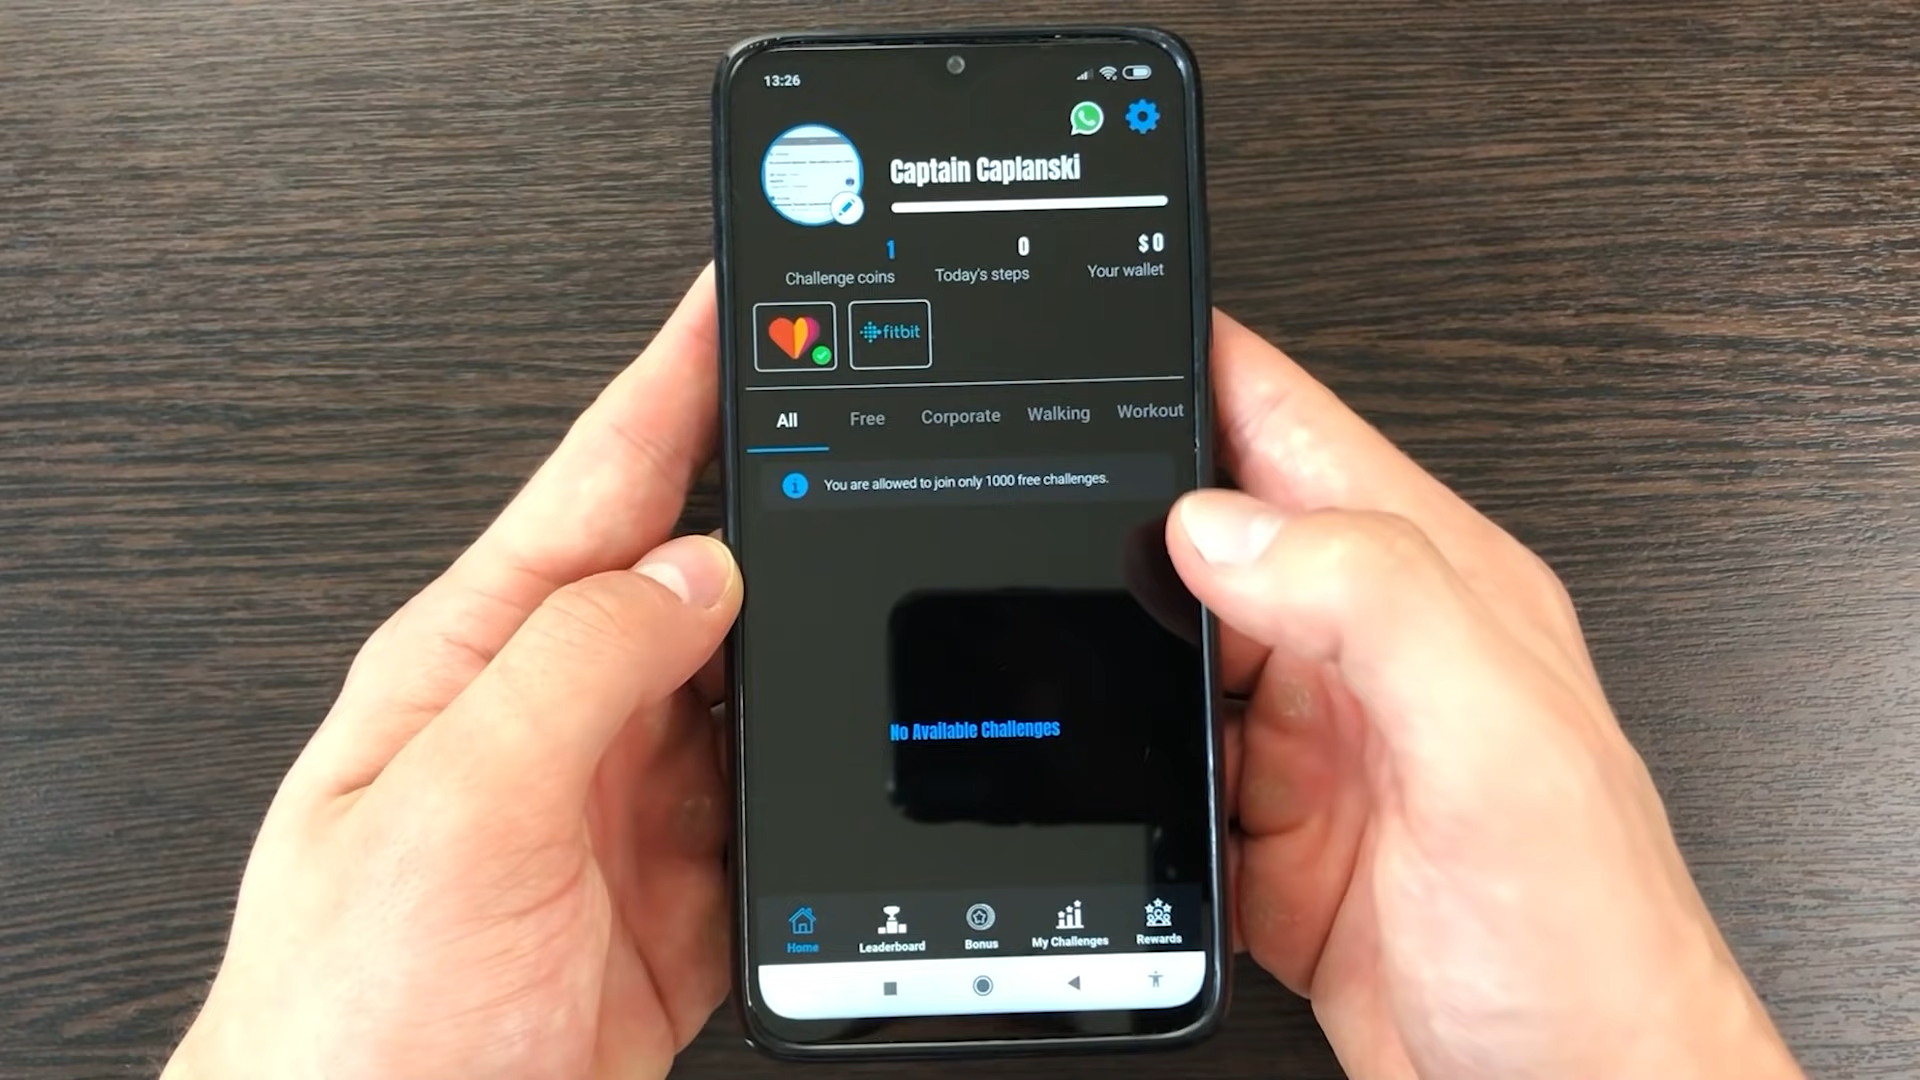 13:26
Captain Caplanski
1 0 $ 0
Challenge coins Today's steps Your wallet
fitbit
All Free Corporate Walking Workout
You are allowed to join only 1000 free challenges.
No Available Challenges
Home Leaderboard Bonus My Challenges Rewards